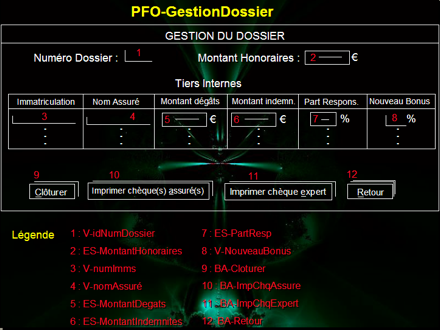 PFO-GestionDossier
GESTION DU DOSSIER
Numéro Dossier : 1 Montant Honoraires : 2 €
Tiers Internes
Immatriculation Nom Assuré Montant dégâts Montant indemn. Part Respons. Nouveau Bonus
3 4 5 € 6 € 7 % 8 %
9 10 11 12
Clôturer Imprimer chèque(s) assuré(s) Imprimer chèque expert Retour
Légende
1 : V-idNumDossier 7 : ES-PartResp
2 : ES-MontantHonoraires 8 : V-NouveauBonus
3 : V-numImms 9 : BA-Cloturer
4 : V-nomAssuré 10 : BA-ImpChqAssure
5 : ES-MontantDegats 11 : BA-ImpChqExpert
6 : ES-MontantIndemnites 12 : BA-Retour